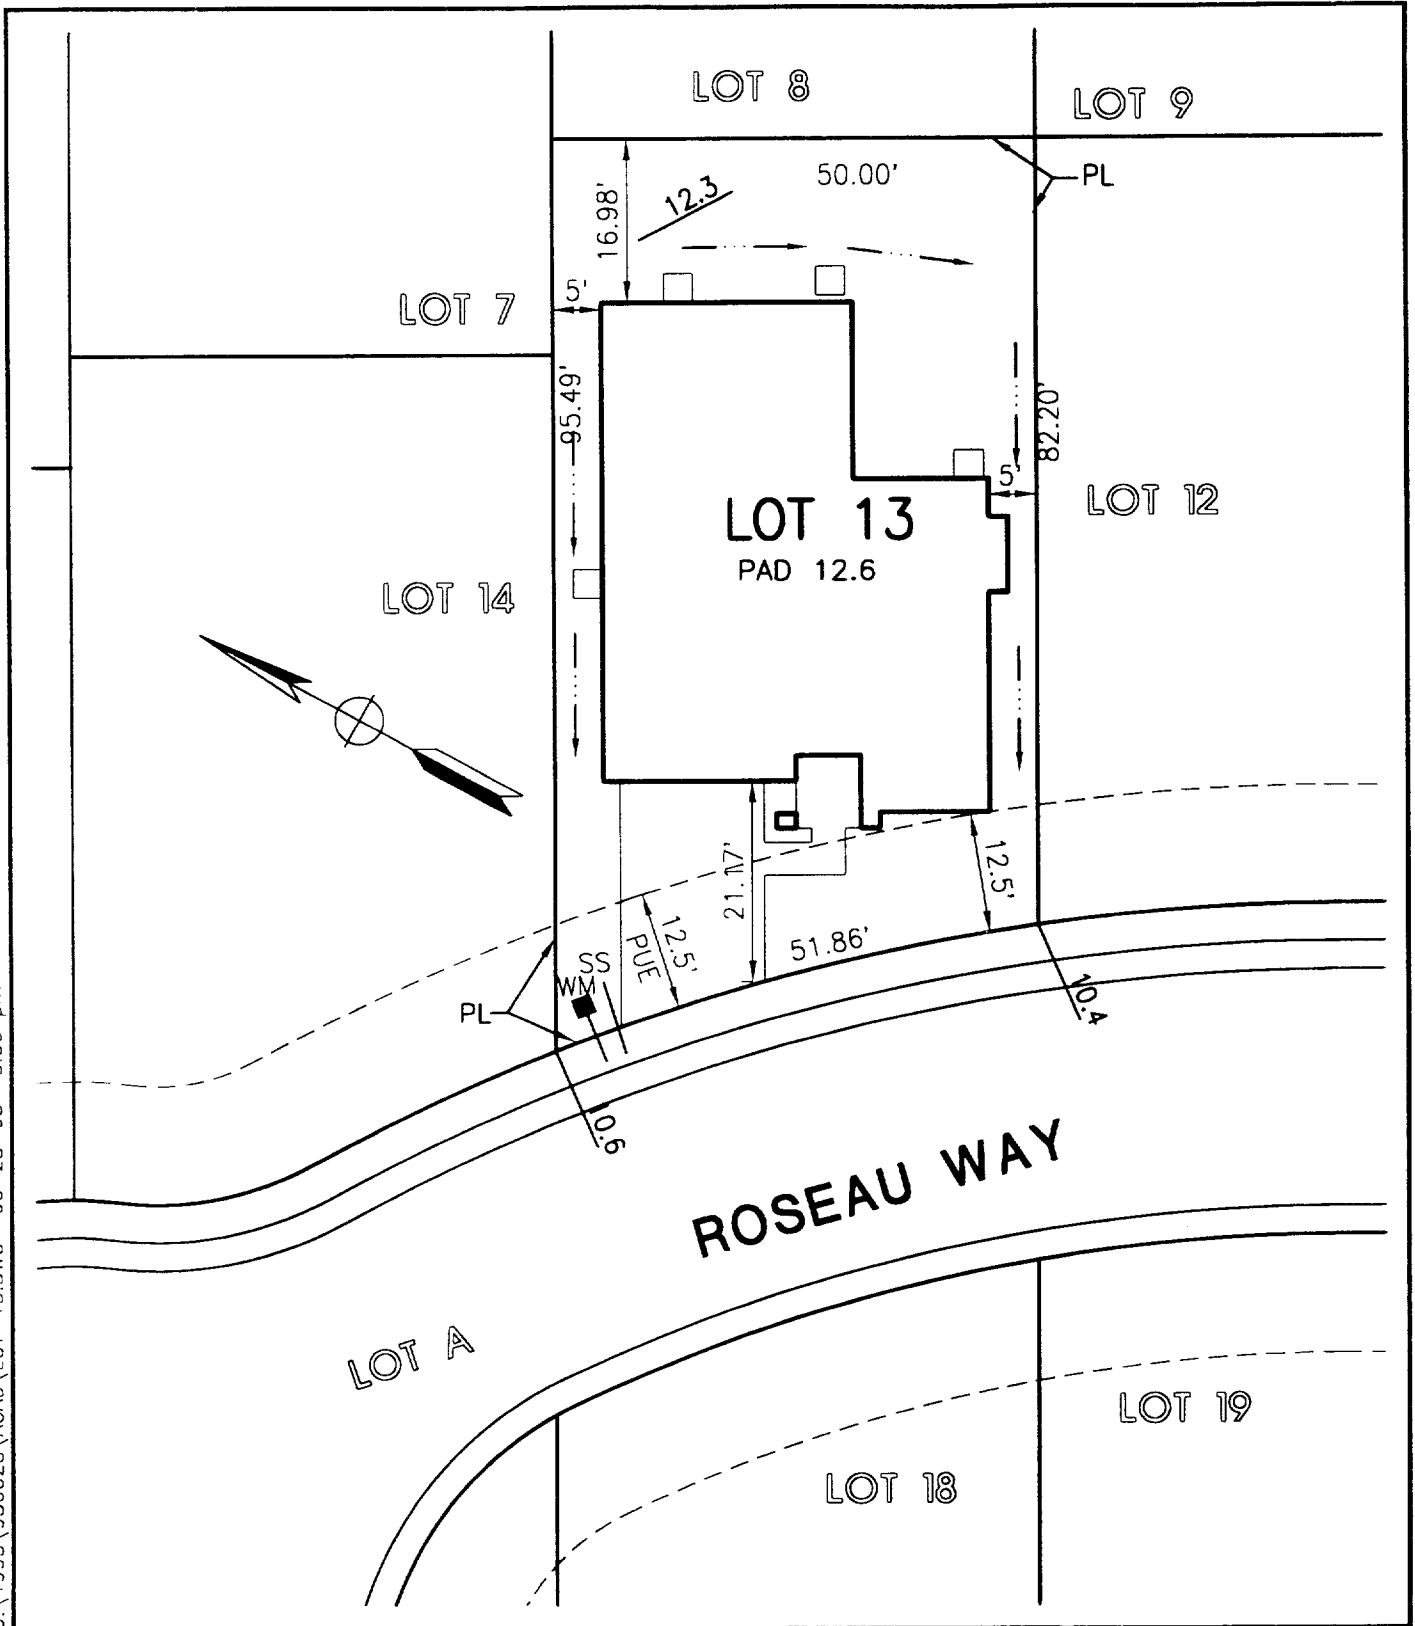 LOT 8
LOT 9
50.00'
PL
12.3
16.98'
5'
LOT 7
95.49'
82.20'
5'
LOT 13
PAD 12.6
LOT 12
LOT 14
21.17'
12.5'
12.5'
PUE
51.86'
SS
WM
PL
10.4
10.6
ROSEAU WAY
LOT A
LOT 19
LOT 18